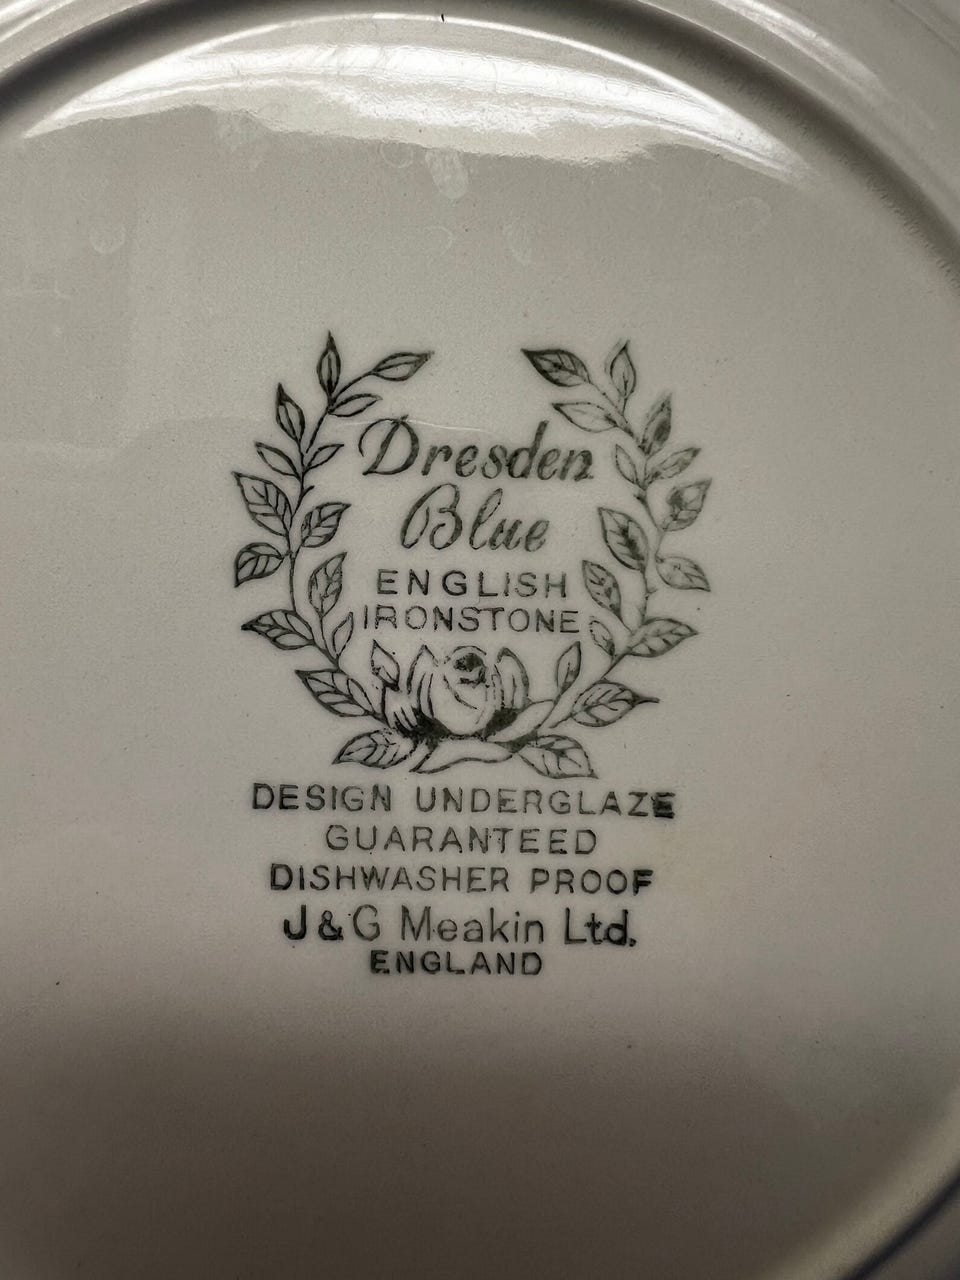 Dresden
Blue
ENGLISH
IRONSTONE
DESIGN UNDERGLAZE
GUARANTEED
DISHWASHER PROOF
J & G Meakin Ltd.
ENGLAND